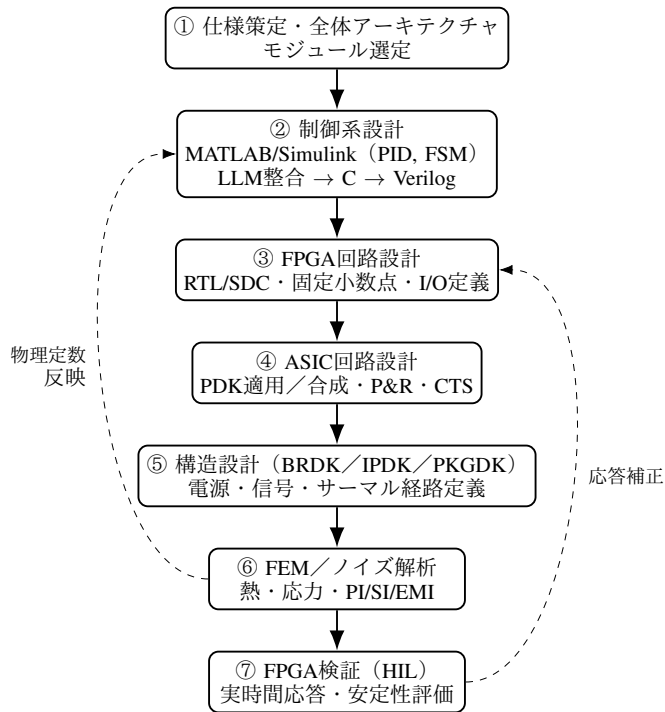 ① 仕様策定・全体アーキテクチャ
モジュール選定
② 制御系設計
MATLAB/Simulink（PID, FSM）
LLM整合 → C → Verilog
③ FPGA回路設計
RTL/SDC・固定小数点・I/O定義
物理定数
反映
④ ASIC回路設計
PDK適用／合成・P&R・CTS
⑤ 構造設計（BRDK／IPDK／PKGDK）
電源・信号・サーマル経路定義
応答補正
⑥ FEM／ノイズ解析
熱・応力・PI/SI/EMI
⑦ FPGA検証（HIL）
実時間応答・安定性評価